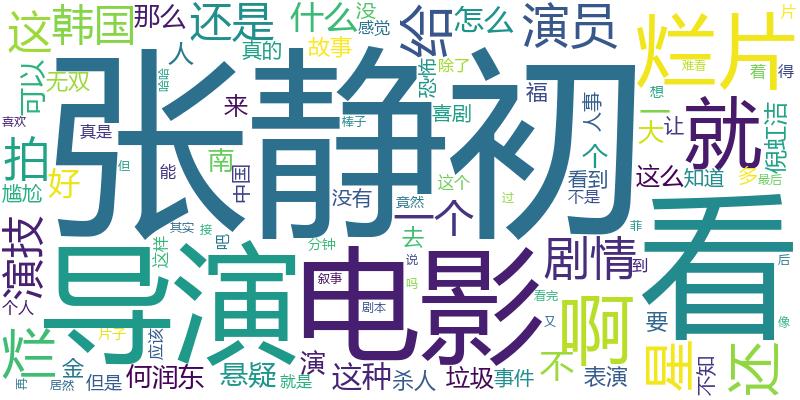 这
韩国
那么
还是
什么
没
感觉
给
怎么
演员
烂片
片
人
真的
故事
可以
无双
恐怖
除了
难看
着
得
张静初
来
哈哈
喜剧
福
人事
想
一大
就
倪虹洁
喜欢
真是
棒子
拍
但
能
南
个
让
尴尬
好
中国
没有
竟然
这个
看到
不是
这么
知道
多
最后
演技
其实
接
一个
过
看
导演
电影
吧
去
剧情
菲
这样
分钟
说
到
后
个人
叙事
吗
啊
烂
片子
应该
剧本
看完
又
不
要
星
不知
还
像
金
再
居然
但是
何润东
悬疑
就是
演
这种
杀人
垃圾
事件
表演